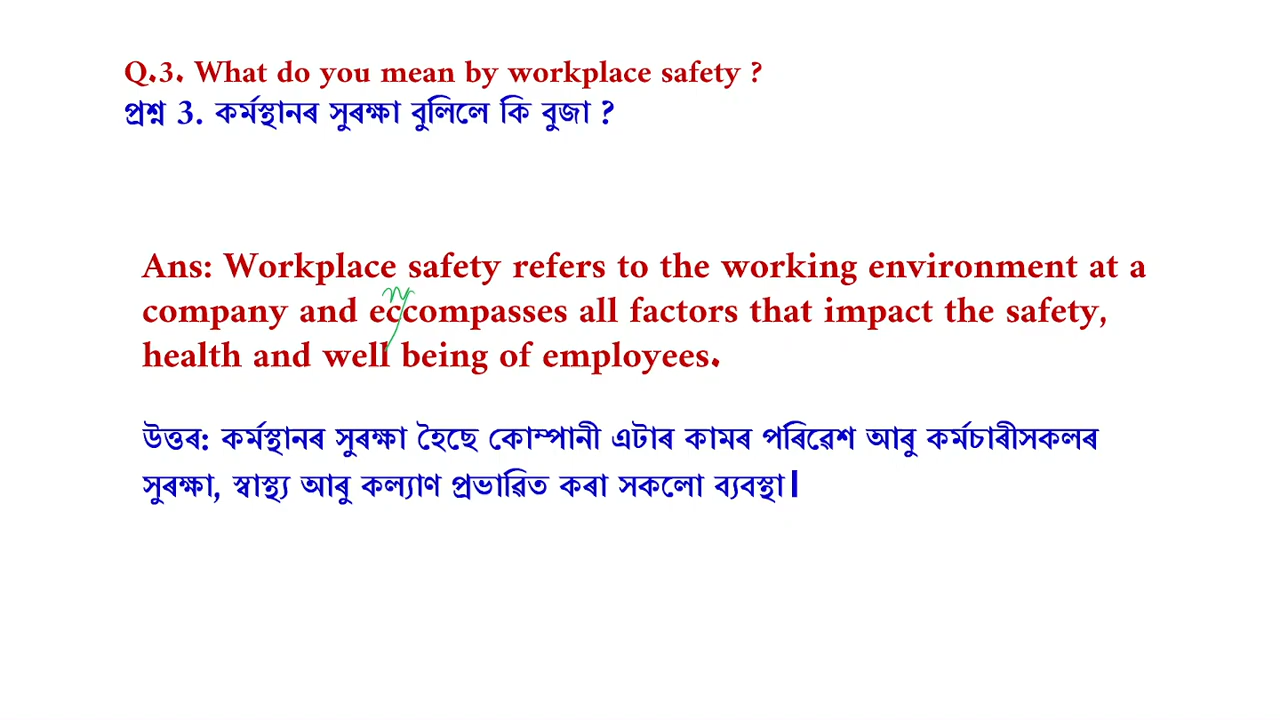 Q.3. What do you mean by workplace safety ?
প্ৰশ্ন 3. কৰ্মস্থানৰ সুৰক্ষা বুলিলে কি বুজা ?
n
Ans: Workplace safety refers to the working environment at a
company and eccompasses all factors that impact the safety,
health and well being of employees.
উত্তৰ: কৰ্মস্থানৰ সুৰক্ষা হৈছে কোম্পানী এটাৰ কামৰ পৰিৱেশ আৰু কৰ্মচাৰীসকলৰ
সুৰক্ষা, স্বাস্থ্য আৰু কল্যাণ প্ৰভাৱিত কৰা সকলো ব্যবস্থা।